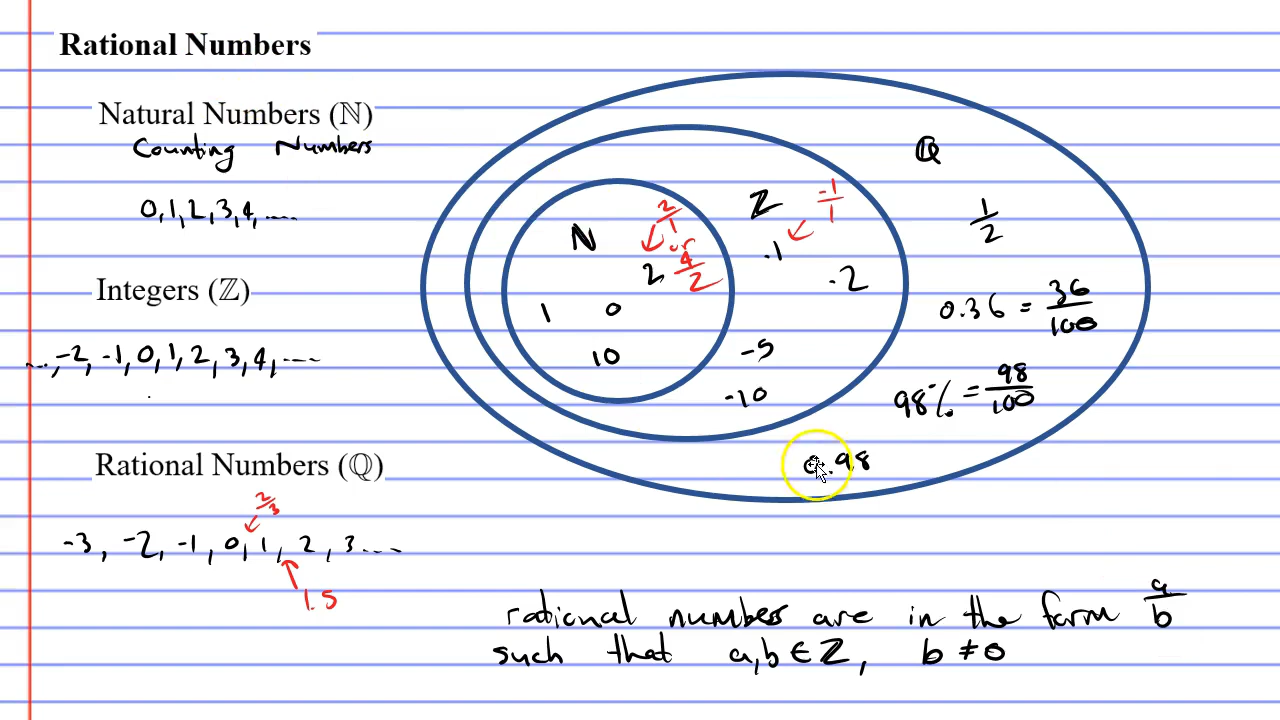 Rational Numbers
Natural Numbers (ℕ)
Counting Numbers
0, 1, 2, 3, 4, ....
Integers (ℤ)
..., -2, -1, 0, 1, 2, 3, 4, ....
Rational Numbers (ℚ)
2/3
-3, -2, -1, 0, 1, 2, 3 ....
1.5
ℚ
1/2
0.36 = 36/100
98% = 98/100
0.98
ℤ
-1/1
.1
.2
-5
-10
ℕ
2/1
or
2 4/2
1 0
10
rational numbers are in the form a/b
such that a, b ∈ ℤ, b ≠ 0